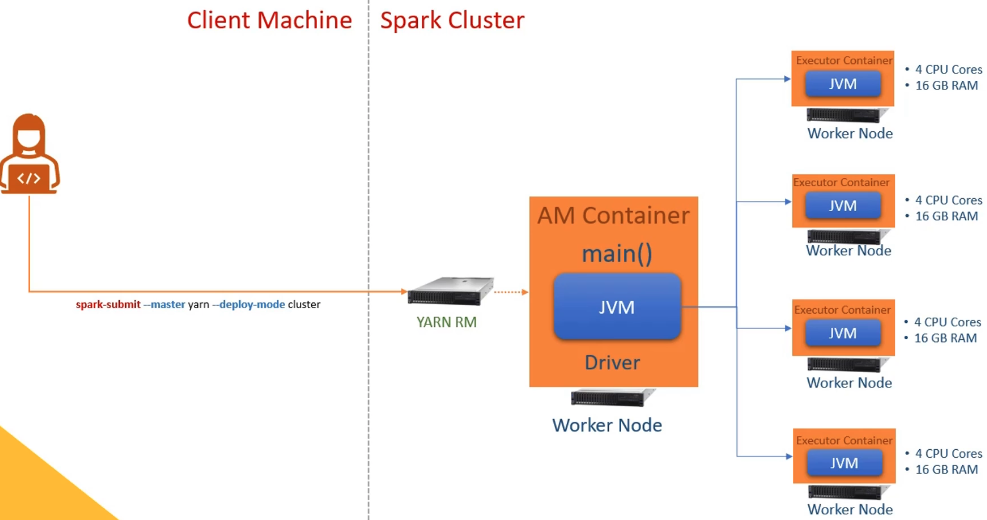 Client Machine
Spark Cluster
</>
spark-submit --master yarn --deploy-mode cluster
YARN RM
AM Container
main()
JVM
Driver
Worker Node
Executor Container
JVM
• 4 CPU Cores
• 16 GB RAM
Worker Node
Executor Container
JVM
• 4 CPU Cores
• 16 GB RAM
Worker Node
Executor Container
JVM
• 4 CPU Cores
• 16 GB RAM
Worker Node
Executor Container
JVM
• 4 CPU Cores
• 16 GB RAM
Worker Node